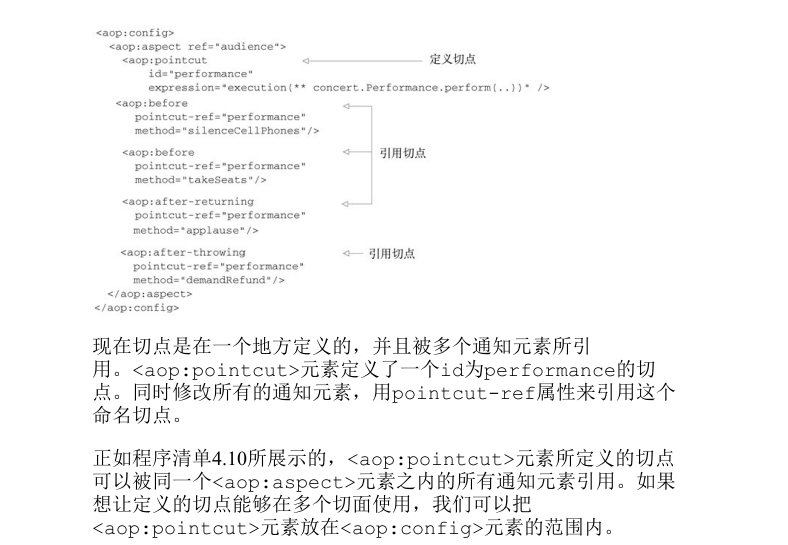 <aop:config>
<aop:aspect ref="audience">
<aop:pointcut 定义切点
id="performance"
expression="execution(** concert.Performance.perform(..))" />
<aop:before
pointcut-ref="performance"
method="silenceCellPhones"/>
<aop:before 引用切点
pointcut-ref="performance"
method="takeSeats"/>
<aop:after-returning
pointcut-ref="performance"
method="applause"/>
<aop:after-throwing 引用切点
pointcut-ref="performance"
method="demandRefund"/>
</aop:aspect>
</aop:config>
现在切点是在一个地方定义的，并且被多个通知元素所引
用。<aop:pointcut>元素定义了一个id为performance的切
点。同时修改所有的通知元素，用pointcut-ref属性来引用这个
命名切点。
正如程序清单4.10所展示的，<aop:pointcut>元素所定义的切点
可以被同一个<aop:aspect>元素之内的所有通知元素引用。如果
想让定义的切点能够在多个切面使用，我们可以把
<aop:pointcut>元素放在<aop:config>元素的范围内。